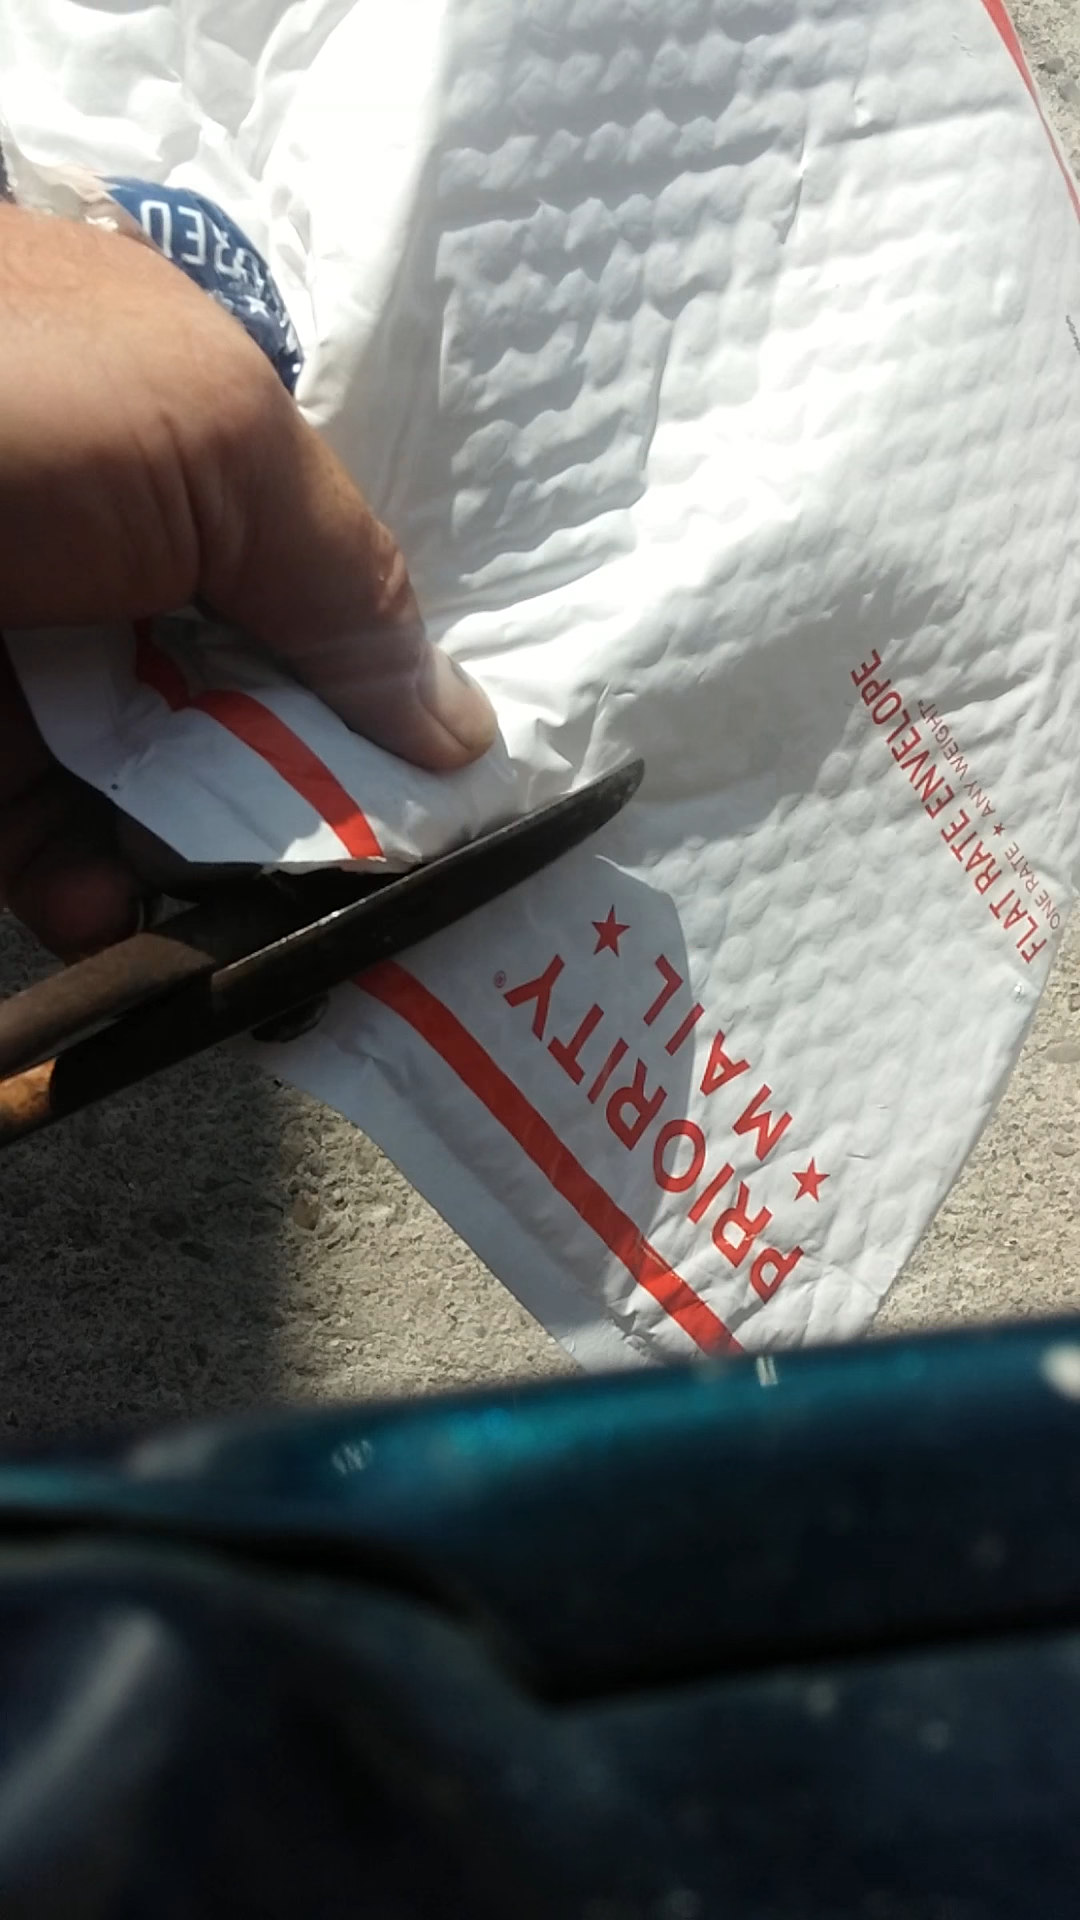 PRIORITY®
★ MAIL ★
FLAT RATE ENVELOPE
ONE RATE ★ ANY WEIGHT